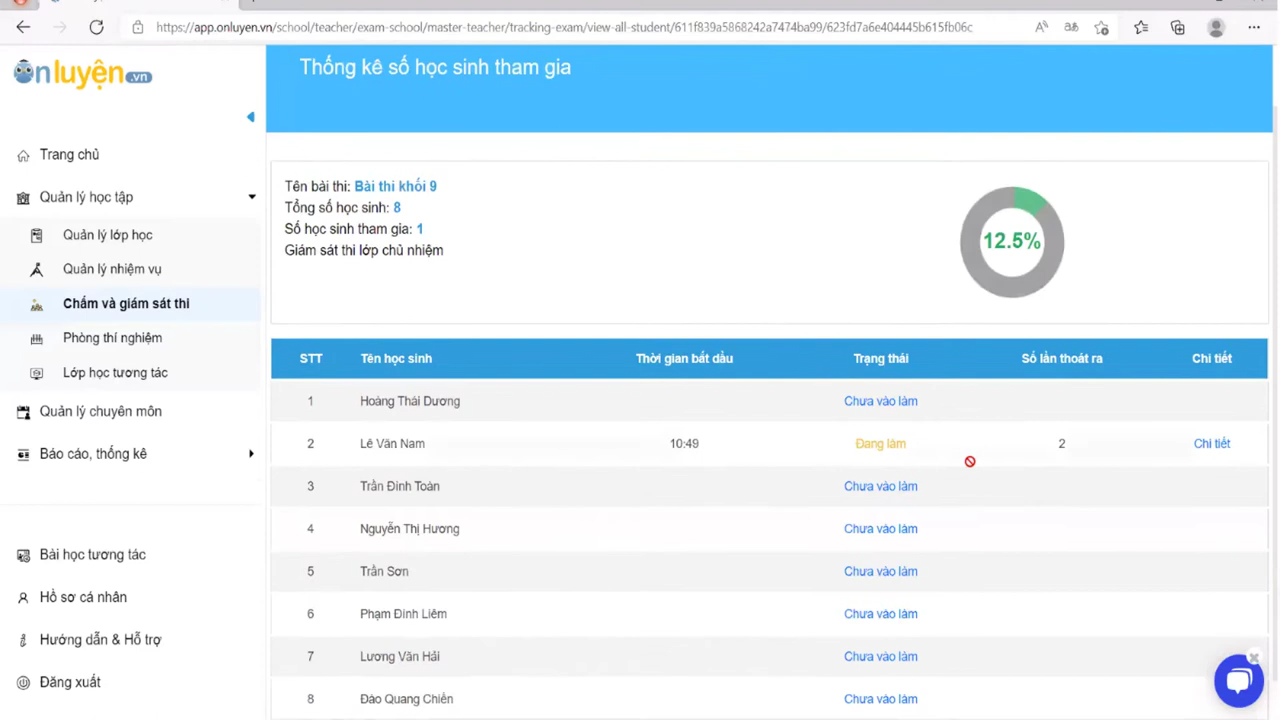 https://app.onluyen.vn/school/teacher/exam-school/master-teacher/tracking-exam/view-all-student/611f839a5868242a7474ba99/623fd7a6e404445b615fb06c
Ôn luyện.vn
Thống kê số học sinh tham gia
Trang chủ
Quản lý học tập
Quản lý lớp học
Quản lý nhiệm vụ
Chấm và giám sát thi
Phòng thí nghiệm
Lớp học tương tác
Quản lý chuyên môn
Báo cáo, thống kê
Bài học tương tác
Hồ sơ cá nhân
Hướng dẫn & Hỗ trợ
Đăng xuất
Tên bài thi: Bài thi khối 9
Tổng số học sinh: 8
Số học sinh tham gia: 1
Giám sát thi lớp chủ nhiệm
12.5%
STT Tên học sinh Thời gian bắt đầu Trạng thái Số lần thoát ra Chi tiết
1 Hoàng Thái Dương Chưa vào làm
2 Lê Văn Nam 10:49 Đang làm 2 Chi tiết
3 Trần Đình Toàn Chưa vào làm
4 Nguyễn Thị Hương Chưa vào làm
5 Trần Sơn Chưa vào làm
6 Phạm Đình Liêm Chưa vào làm
7 Lương Văn Hải Chưa vào làm
8 Đào Quang Chiến Chưa vào làm